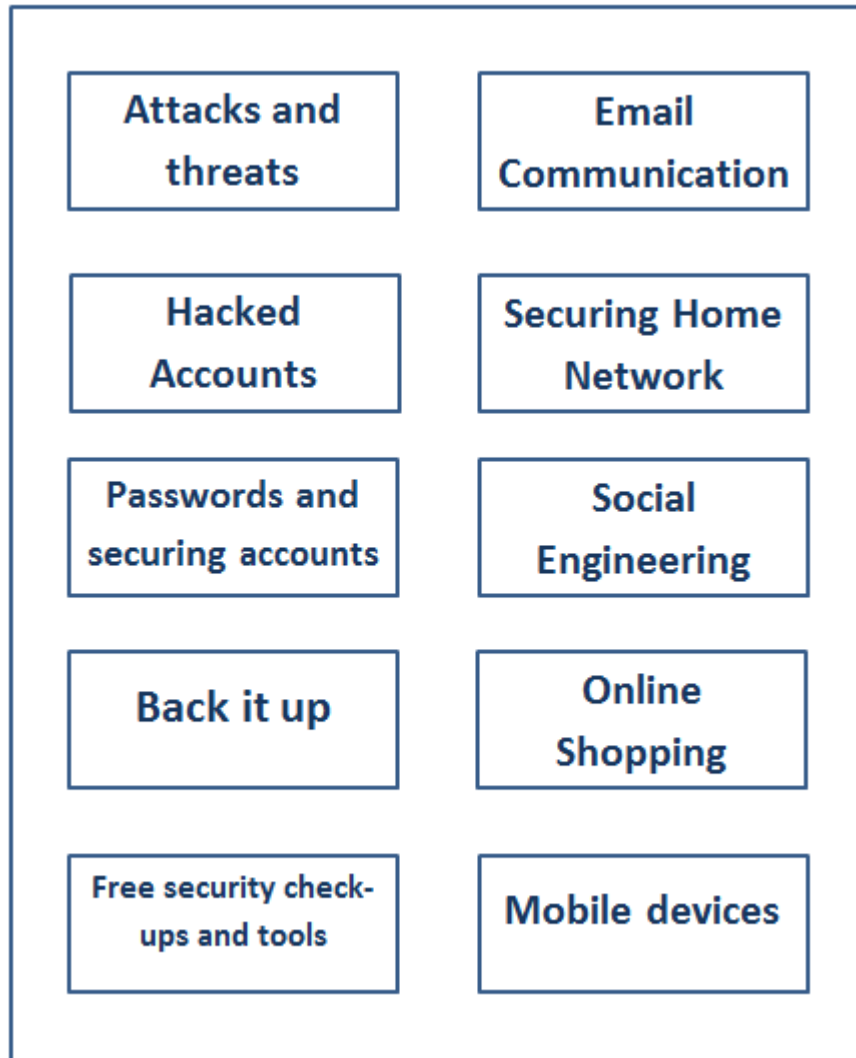 Attacks and
threats
Email
Communication
Hacked
Accounts
Securing Home
Network
Passwords and
securing accounts
Social
Engineering
Back it up
Online
Shopping
Free security check-
ups and tools
Mobile devices